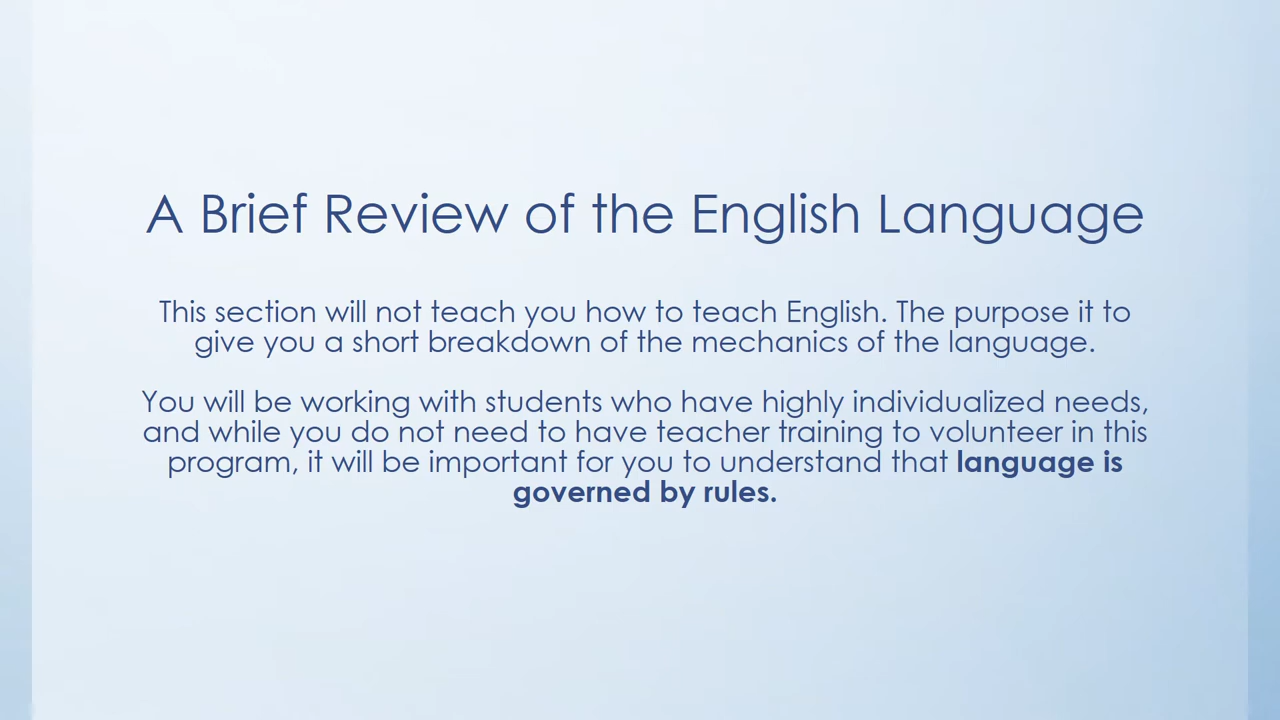 A Brief Review of the English Language
This section will not teach you how to teach English. The purpose it to
give you a short breakdown of the mechanics of the language.
You will be working with students who have highly individualized needs,
and while you do not need to have teacher training to volunteer in this
program, it will be important for you to understand that language is
governed by rules.